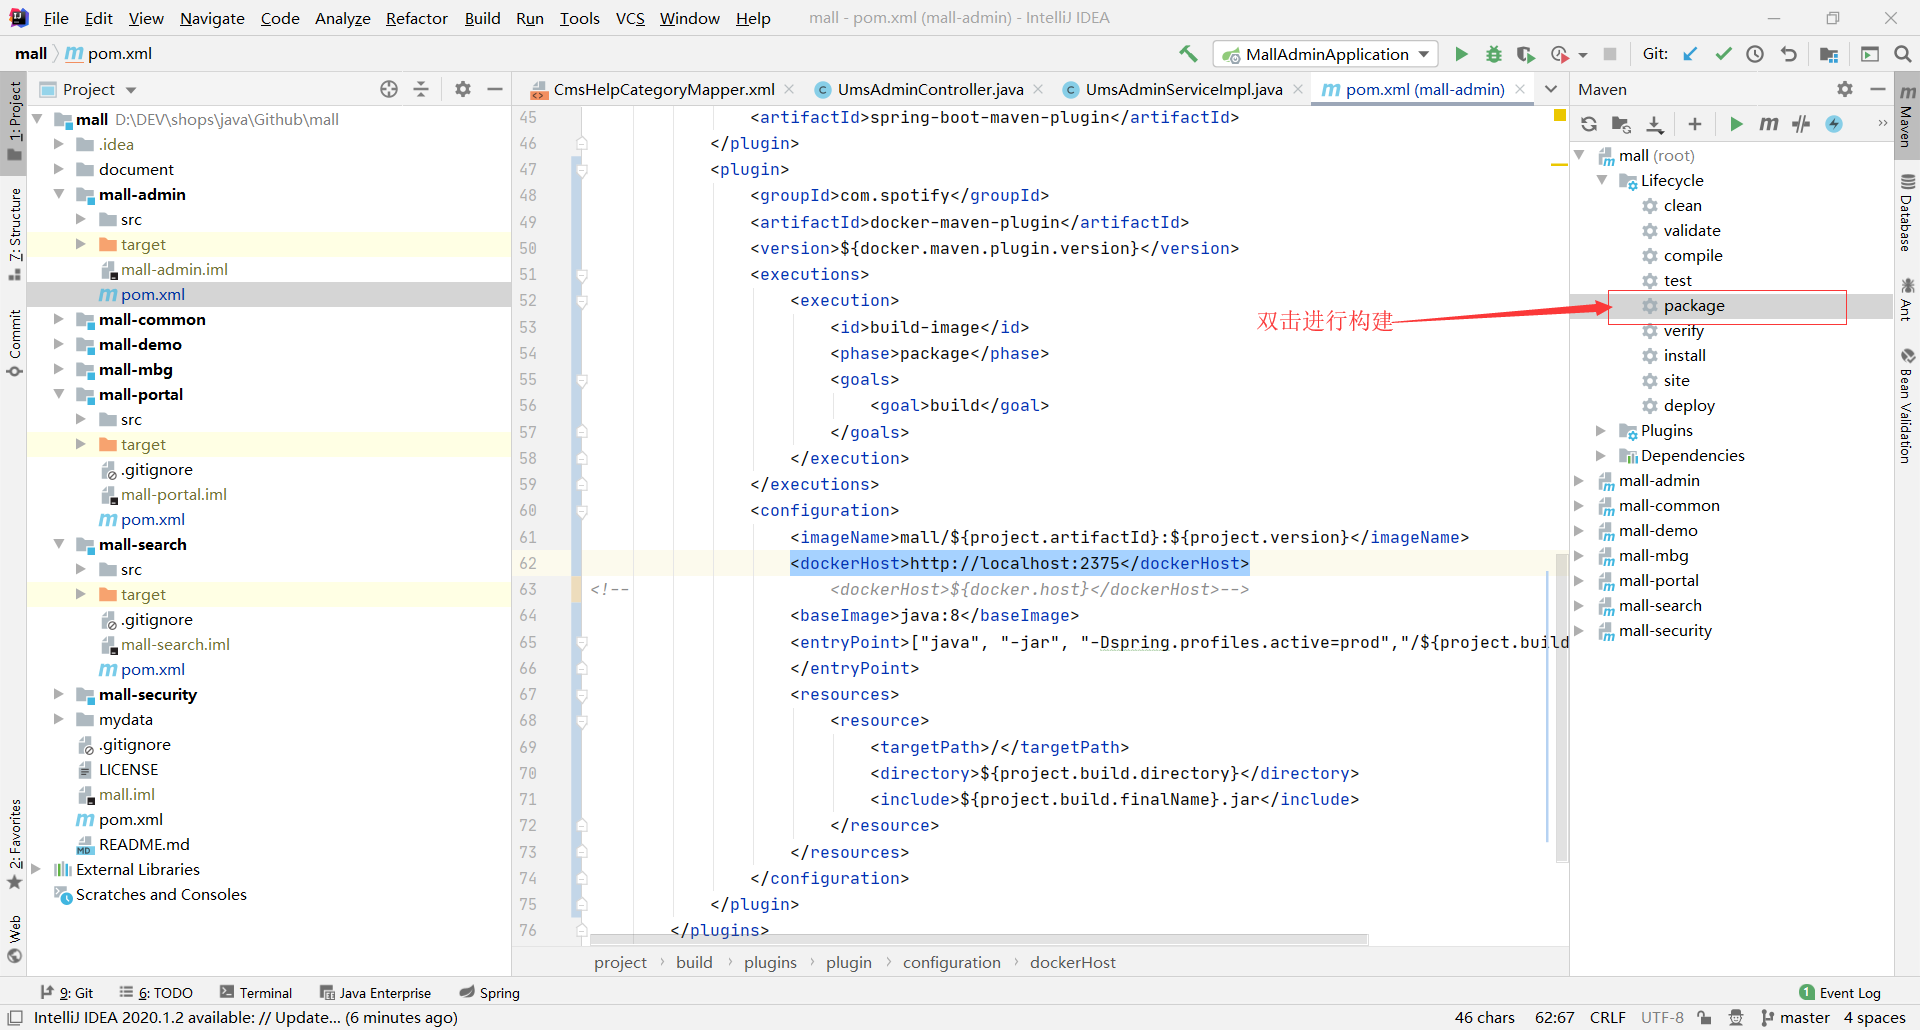 File Edit View Navigate Code Analyze Refactor Build Run Tools VCS Window Help mall - pom.xml (mall-admin) - IntelliJ IDEA
mall pom.xml MallAdminApplication Git:
Project
CmsHelpCategoryMapper.xml UmsAdminController.java UmsAdminServiceImpl.java pom.xml (mall-admin)
Maven
1: Project
7: Structure
Commit
2: Favorites
Web
mall D:\DEV\shops\java\Github\mall
.idea
document
mall-admin
src
target
mall-admin.iml
pom.xml
mall-common
mall-demo
mall-mbg
mall-portal
src
target
.gitignore
mall-portal.iml
pom.xml
mall-search
src
target
.gitignore
mall-search.iml
pom.xml
mall-security
mydata
.gitignore
LICENSE
mall.iml
pom.xml
README.md
External Libraries
Scratches and Consoles
45 <artifactId>spring-boot-maven-plugin</artifactId>
46 </plugin>
47 <plugin>
48 <groupId>com.spotify</groupId>
49 <artifactId>docker-maven-plugin</artifactId>
50 <version>${docker.maven.plugin.version}</version>
51 <executions>
52 <execution>
53 <id>build-image</id>
54 <phase>package</phase>
55 <goals>
56 <goal>build</goal>
57 </goals>
58 </execution>
59 </executions>
60 <configuration>
61 <imageName>mall/${project.artifactId}:${project.version}</imageName>
62 <dockerHost>http://localhost:2375</dockerHost>
63 <!-- <dockerHost>${docker.host}</dockerHost>-->
64 <baseImage>java:8</baseImage>
65 <entryPoint>["java", "-jar", "-Dspring.profiles.active=prod","/${project.build
66 </entryPoint>
67 <resources>
68 <resource>
69 <targetPath>/</targetPath>
70 <directory>${project.build.directory}</directory>
71 <include>${project.build.finalName}.jar</include>
72 </resource>
73 </resources>
74 </configuration>
75 </plugin>
76 </plugins>
双击进行构建
project build plugins plugin configuration dockerHost
mall (root)
Lifecycle
clean
validate
compile
test
package
verify
install
site
deploy
Plugins
Dependencies
mall-admin
mall-common
mall-demo
mall-mbg
mall-portal
mall-search
mall-security
Maven
Database
Ant
Bean Validation
9: Git 6: TODO Terminal Java Enterprise Spring 1 Event Log
IntelliJ IDEA 2020.1.2 available: // Update... (6 minutes ago) 46 chars 62:67 CRLF UTF-8 master 4 spaces